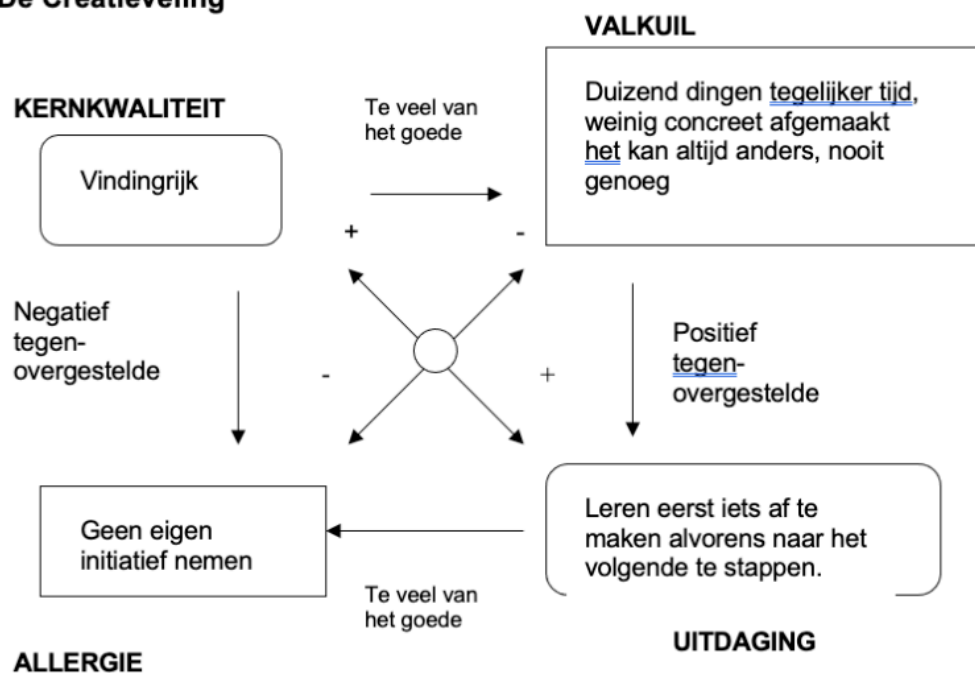 De Creatieveling
VALKUIL
KERNKWALITEIT
Te veel van
het goede
Duizend dingen tegelijker tijd,
weinig concreet afgemaakt
het kan altijd anders, nooit
genoeg
Vindingrijk
+
-
Negatief
tegen-
overgestelde
-
+
Positief
tegen-
overgestelde
Geen eigen
initiatief nemen
Leren eerst iets af te
maken alvorens naar het
volgende te stappen.
Te veel van
het goede
UITDAGING
ALLERGIE